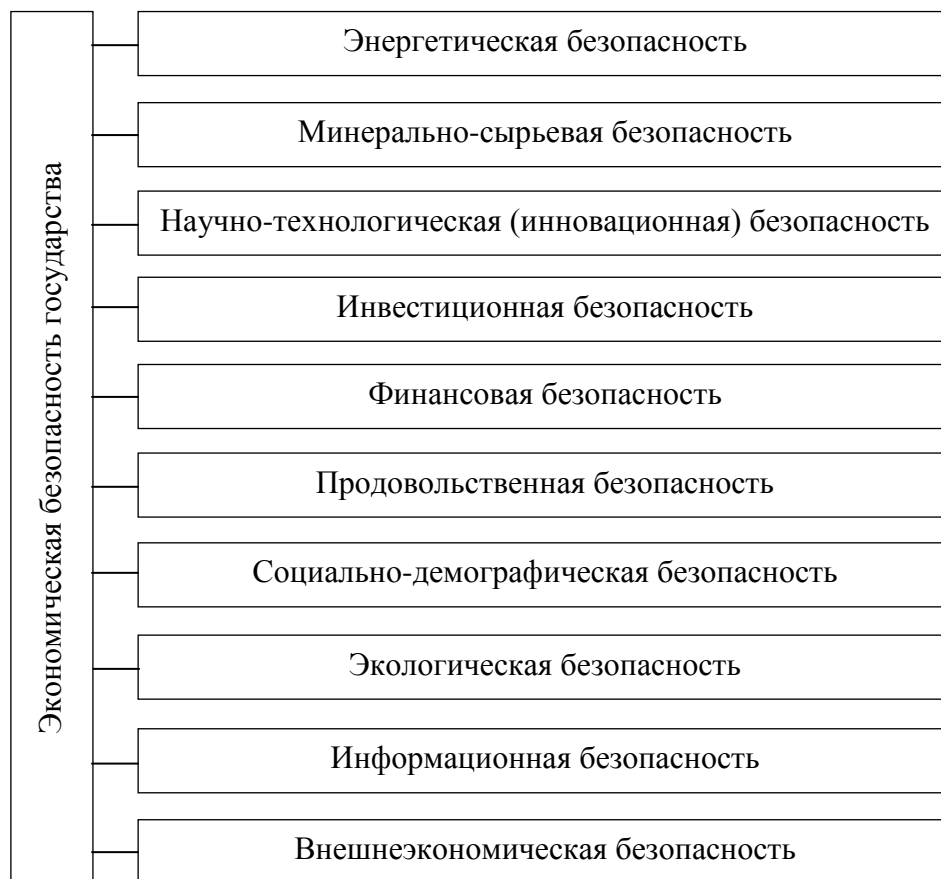 Экономическая безопасность государства
Энергетическая безопасность
Минерально-сырьевая безопасность
Научно-технологическая (инновационная) безопасность
Инвестиционная безопасность
Финансовая безопасность
Продовольственная безопасность
Социально-демографическая безопасность
Экологическая безопасность
Информационная безопасность
Внешнеэкономическая безопасность